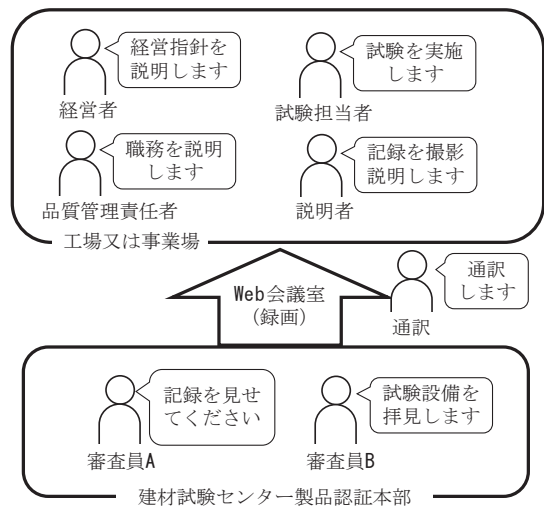 経営指針を
説明します
経営者
試験を実施
します
試験担当者
職務を説明
します
品質管理責任者
記録を撮影
説明します
説明者
工場又は事業場
Web会議室
（録画）
通訳
します
通訳
記録を見せ
てください
審査員A
試験設備を
拝見します
審査員B
建材試験センター製品認証本部